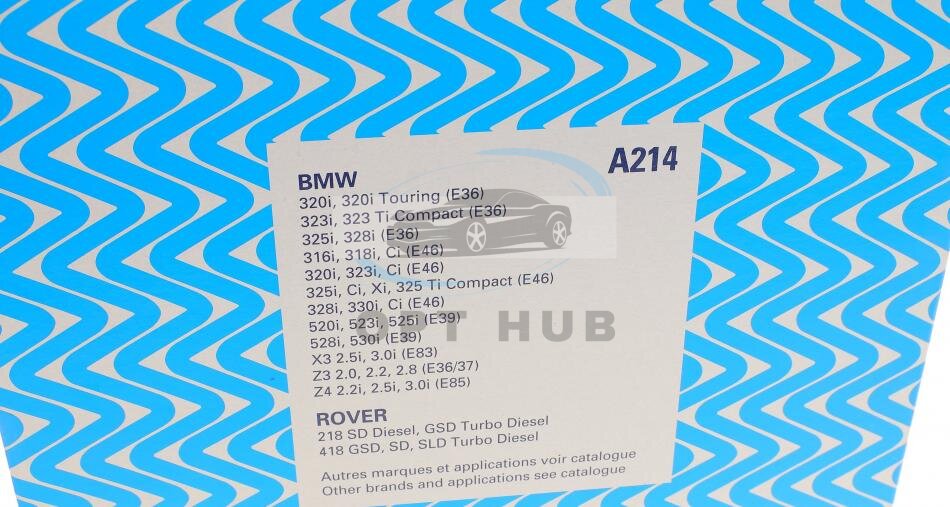 A214
BMW
320i, 320i Touring (E36)
323i, 323 Ti Compact (E36)
325i, 328i (E36)
316i, 318i, Ci (E46)
320i, 323i, Ci (E46)
325i, Ci, Xi, 325 Ti Compact (E46)
328i, 330i, Ci (E46)
520i, 523i, 525i (E39)
528i, 530i (E39)
X3 2.5i, 3.0i (E83)
Z3 2.0, 2.2, 2.8 (E36/37)
Z4 2.2i, 2.5i, 3.0i (E85)
ROVER
218 SD Diesel, GSD Turbo Diesel
418 GSD, SD, SLD Turbo Diesel
Autres marques et applications voir catalogue
Other brands and applications see catalogue
OPT HUB